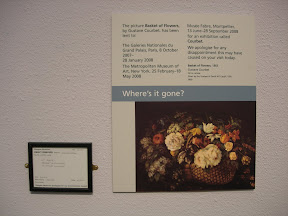 The picture Basket of Flowers,
by Gustave Courbet, has been
lent to:
The Galeries Nationales du
Grand Palais, Paris, 8 October
2007–
28 January 2008
The Metropolitan Museum of
Art, New York, 25 February–18
May 2008
Musée Fabre, Montpellier,
13 June–28 September 2008
for an exhibition called
Courbet.
We apologise for any
disappointment this may have
caused on your visit today.
Basket of Flowers, 1863
Gustave Courbet
Where's it gone?